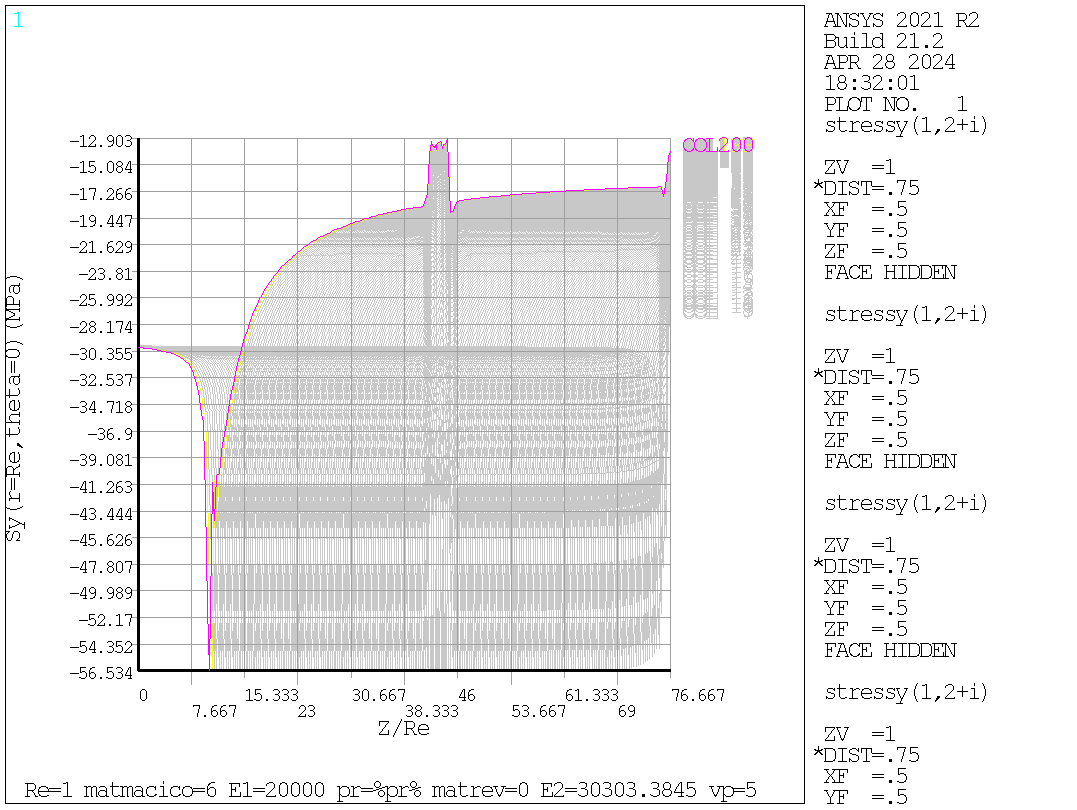 1
ANSYS 2021 R2
Build 21.2
APR 28 2024
18:32:01
PLOT NO. 1
stressy(1,2+i)
ZV =1
*DIST=.75
XF =.5
YF =.5
ZF =.5
FACE HIDDEN
stressy(1,2+i)
ZV =1
*DIST=.75
XF =.5
YF =.5
ZF =.5
FACE HIDDEN
stressy(1,2+i)
ZV =1
*DIST=.75
XF =.5
YF =.5
ZF =.5
FACE HIDDEN
stressy(1,2+i)
ZV =1
*DIST=.75
XF =.5
YF =.5
-12.903
-15.084
-17.266
-19.447
-21.629
-23.81
-25.992
-28.174
-30.355
-32.537
-34.718
-36.9
-39.081
-41.263
-43.444
-45.626
-47.807
-49.989
-52.17
-54.352
-56.534
Sy(r=Re,theta=0)(MPa)
0 15.333 30.667 46 61.333 76.667
7.667 23 38.333 53.667 69
Z/Re
Re=1 matmacico=6 E1=20000 pr=%pr% matrev=0 E2=30303.3845 vp=5